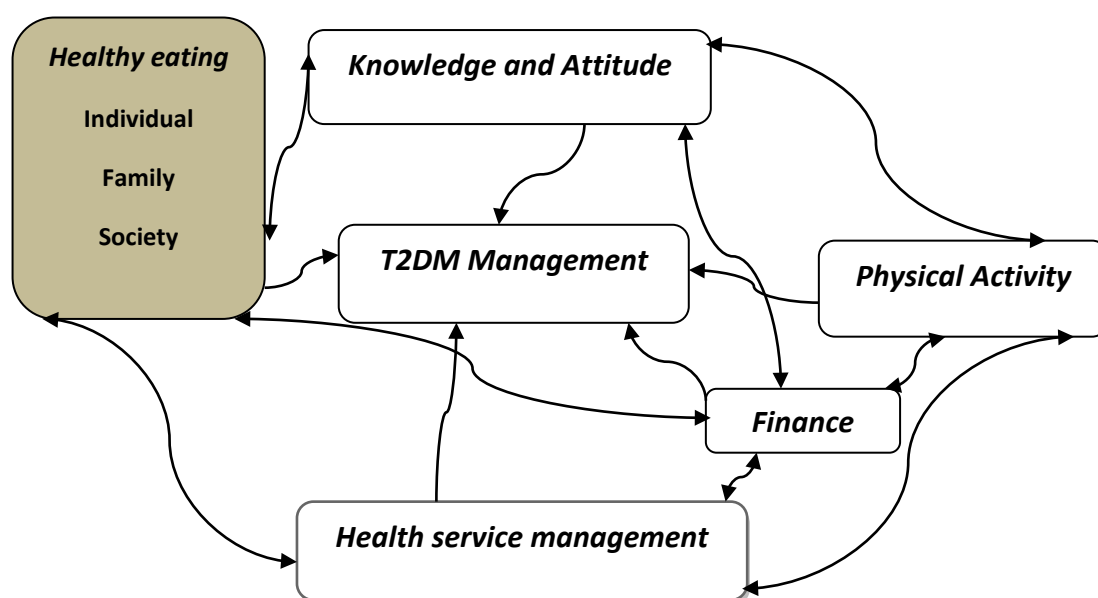 Healthy eating
Individual
Family
Society
Knowledge and Attitude
T2DM Management
Physical Activity
Finance
Health service management